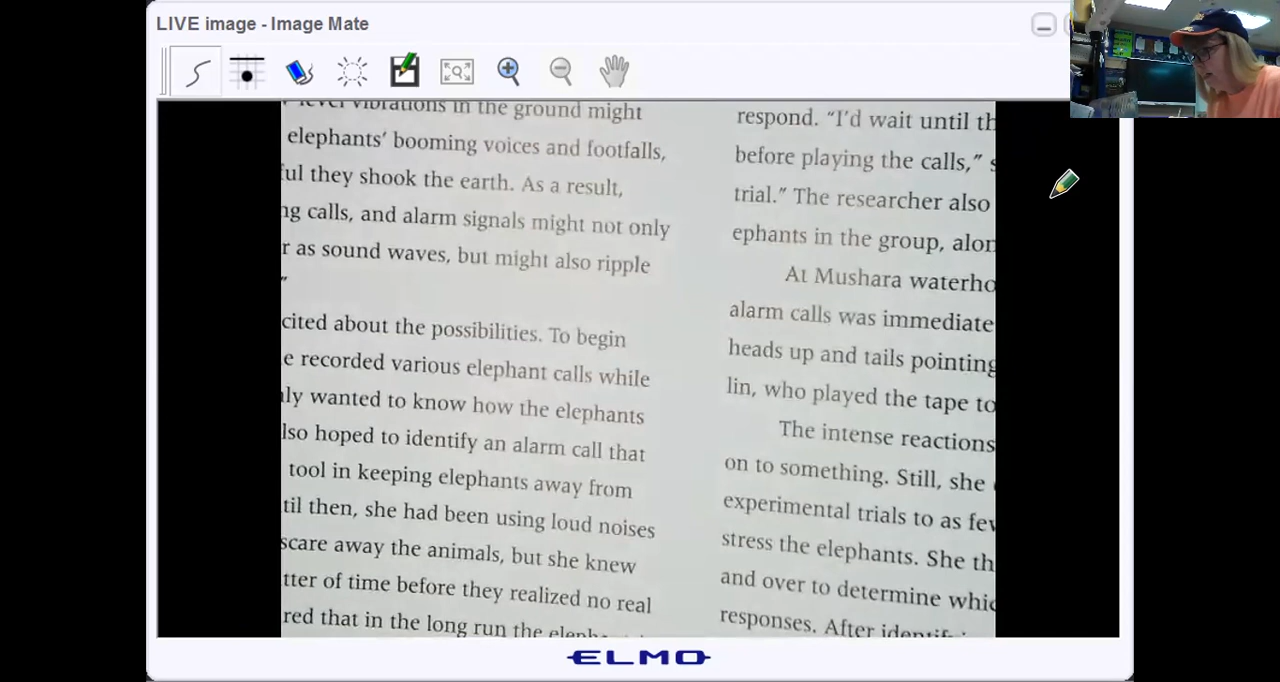 LIVE image - Image Mate
level vibrations in the ground might
elephants' booming voices and footfalls,
they shook the earth. As a result,
calls, and alarm signals might not only
as sound waves, but might also ripple
"
about the possibilities. To begin
recorded various elephant calls while
wanted to know how the elephants
hoped to identify an alarm call that
tool in keeping elephants away from
then, she had been using loud noises
scare away the animals, but she knew
of time before they realized no real
that in the long run the
respond. "I'd wait until
before playing the calls,"
trial." The researcher also
ephants in the group,
At Mushara
alarm calls was immediate
heads up and tails pointing
lin, who played the tape to
The intense reactions
on to something. Still, she
experimental trials to as
stress the elephants. She
and over to determine
responses. After
ELMO